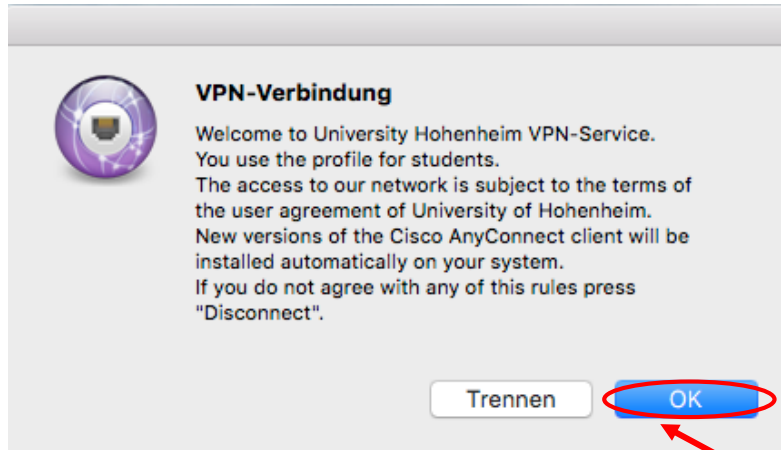 VPN-Verbindung
Welcome to University Hohenheim VPN-Service.
You use the profile for students.
The access to our network is subject to the terms of
the user agreement of University of Hohenheim.
New versions of the Cisco AnyConnect client will be
installed automatically on your system.
If you do not agree with any of this rules press
"Disconnect".
Trennen OK